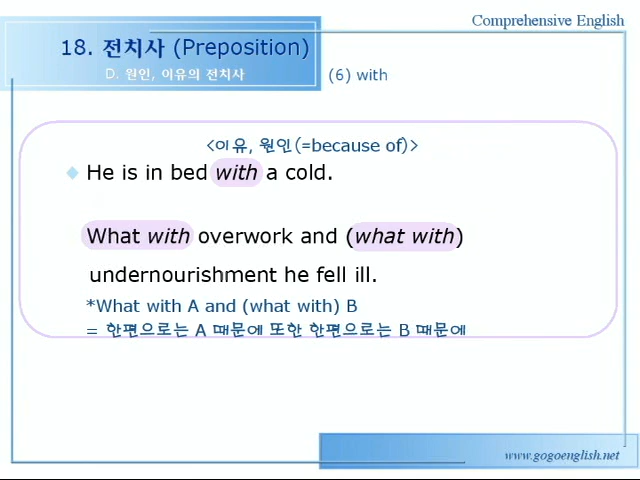 Comprehensive English
18. 전치사 (Preposition)
D. 원인, 이유의 전치사
(6) with
<이유, 원인(=because of)>
He is in bed with a cold.
What with overwork and (what with)
undernourishment he fell ill.
*What with A and (what with) B
= 한편으로는 A 때문에 또한 한편으로는 B 때문에
www.gogoenglish.net